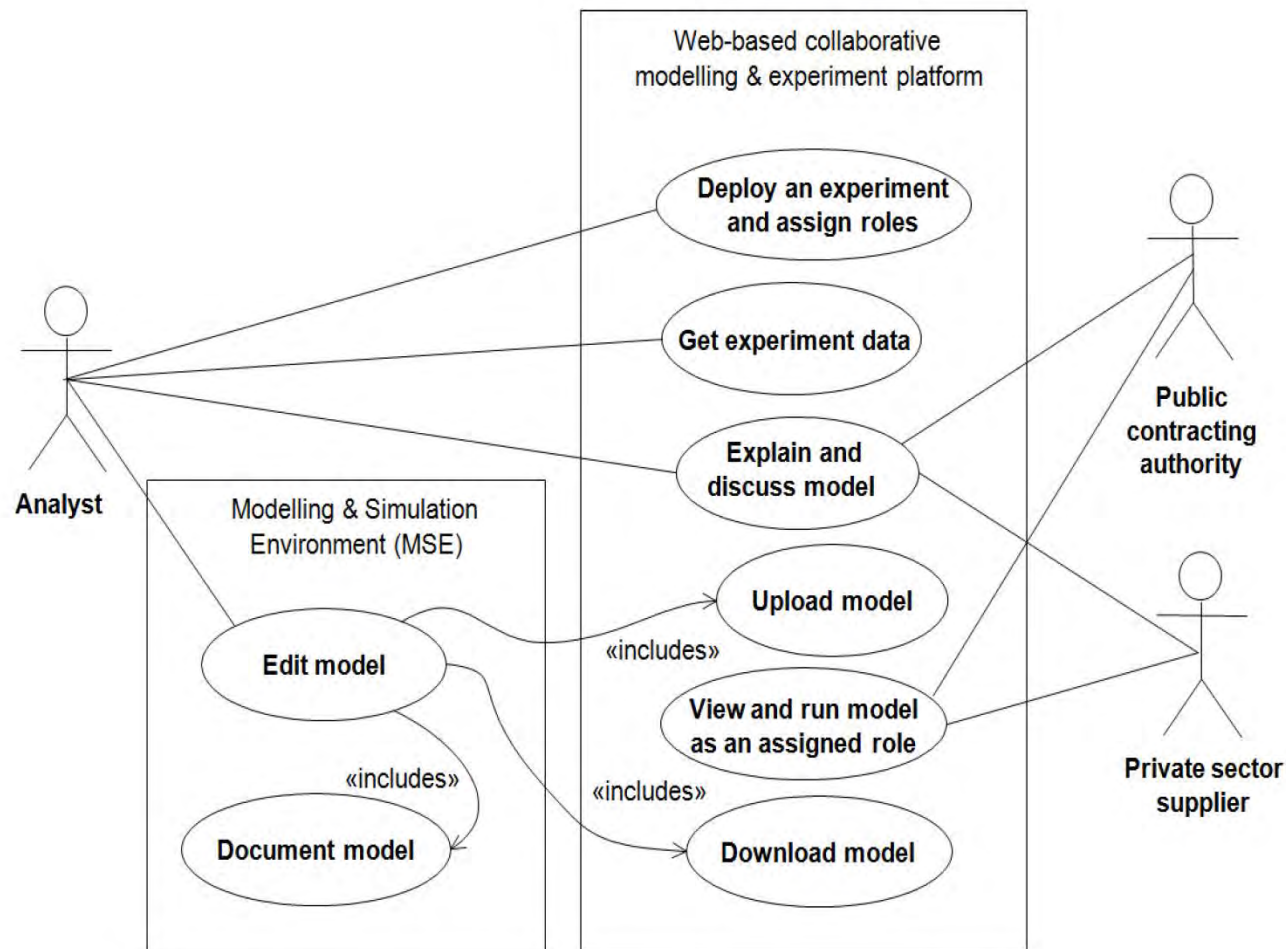 Web-based collaborative
modelling & experiment platform
Deploy an experiment
and assign roles
Get experiment data
Explain and
discuss model
Upload model
«includes»
View and run model
as an assigned role
«includes»
Download model
Analyst
Modelling & Simulation
Environment (MSE)
Edit model
«includes»
Document model
Public
contracting
authority
Private sector
supplier